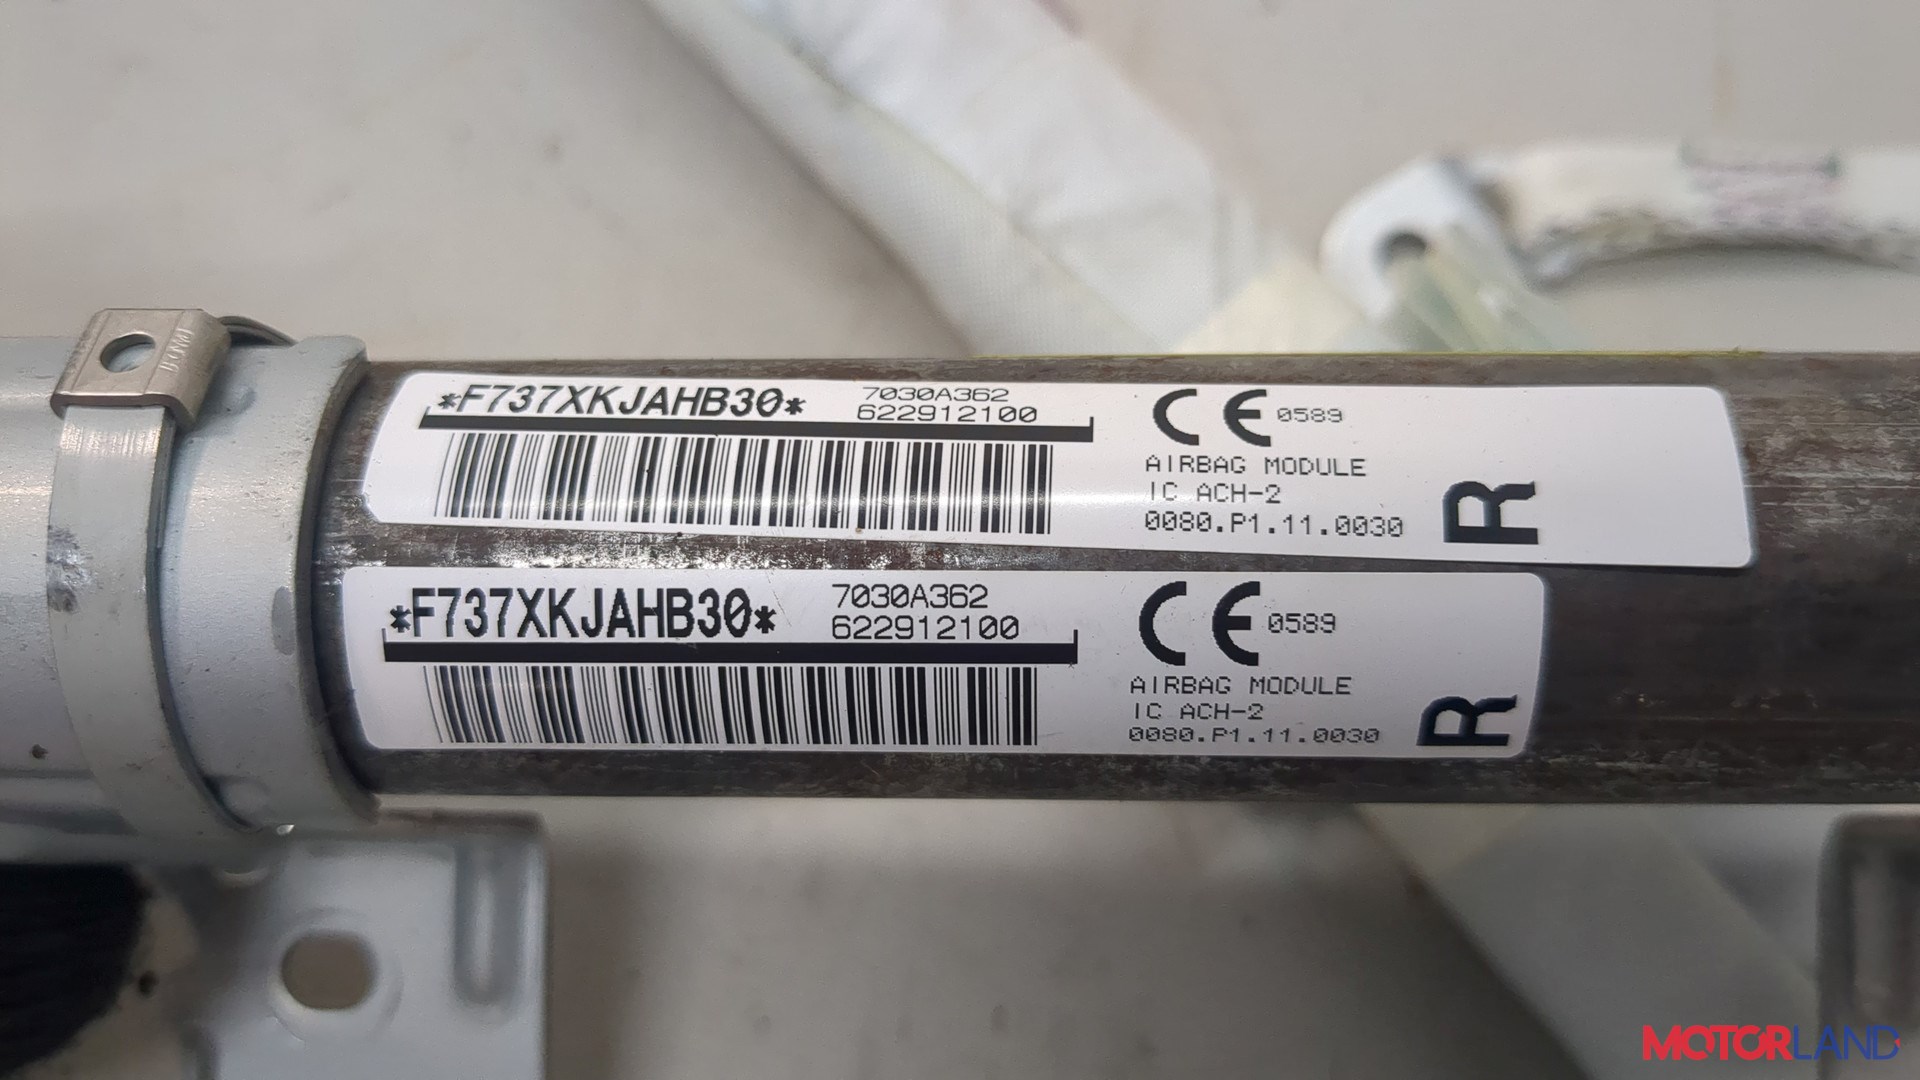 *F737XKJAHB30*
7030A362
622912100
CE 0589
AIRBAG MODULE
IC ACH-2
0080.P1.11.0030
R
*F737XKJAHB30*
7030A362
622912100
CE 0589
AIRBAG MODULE
IC ACH-2
0080.P1.11.0030
R
MOTORLAND